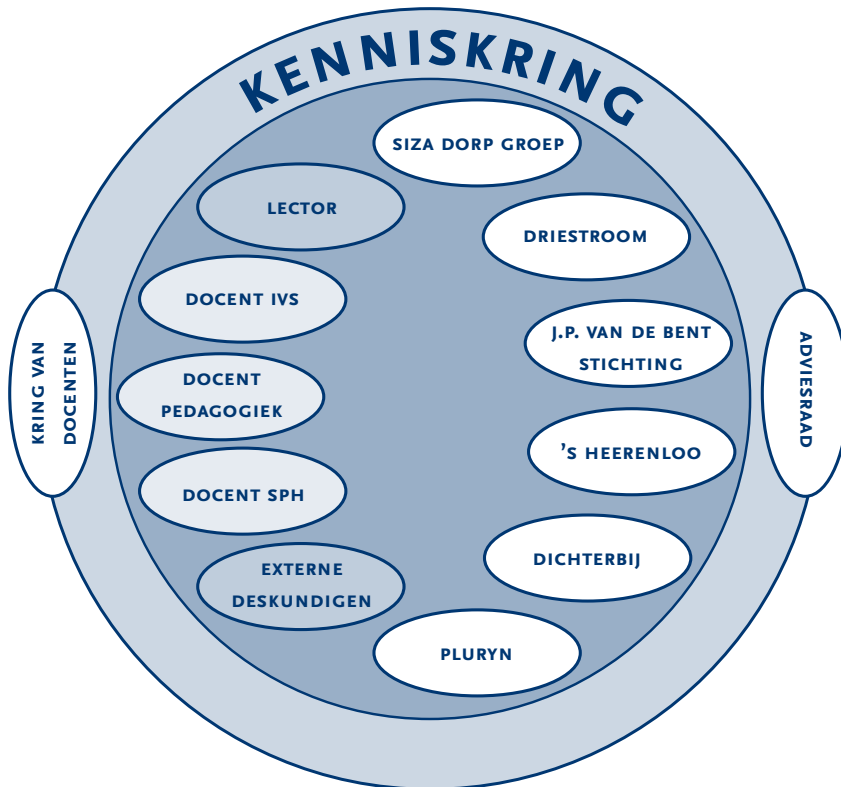 KENNISKRING
SIZA DORP GROEP
LECTOR
DRIESTROOM
DOCENT IVS
J.P. VAN DE BENT
STICHTING
KRING VAN
DOCENTEN
ADVIESRAAD
DOCENT
PEDAGOGIEK
'S HEERENLOO
DOCENT SPH
DICHTERBIJ
EXTERNE
DESKUNDIGEN
PLURYN